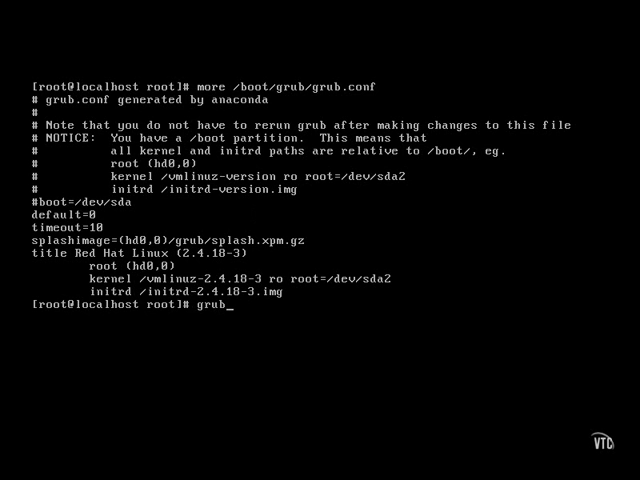 [root@localhost root]# more /boot/grub/grub.conf
# grub.conf generated by anaconda
#
# Note that you do not have to rerun grub after making changes to this file
# NOTICE:  You have a /boot partition.  This means that
#          all kernel and initrd paths are relative to /boot/, eg.
#          root (hd0,0)
#          kernel /vmlinuz-version ro root=/dev/sda2
#          initrd /initrd-version.img
#boot=/dev/sda
default=0
timeout=10
splashimage=(hd0,0)/grub/splash.xpm.gz
title Red Hat Linux (2.4.18-3)
        root (hd0,0)
        kernel /vmlinuz-2.4.18-3 ro root=/dev/sda2
        initrd /initrd-2.4.18-3.img
[root@localhost root]# grub_
VTC